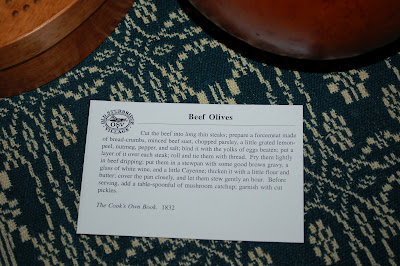 Beef Olives
OLD STURBRIDGE
OSV
VILLAGE
Cut the beef into long thin steaks; prepare a forcemeat made
of bread-crumbs, minced beef suet, chopped parsley, a little grated lemon-
peel, nutmeg, pepper, and salt; bind it with the yolks of eggs beaten; put a
layer of it over each steak; roll and tie them with thread. Fry them lightly
in beef dripping; put them in a stewpan with some good brown gravy, a
glass of white wine, and a little Cayenne; thicken it with a little flour and
butter; cover the pan closely, and let them stew gently an hour. Before
serving, add a table-spoonful of mushroom catchup; garnish with cut
pickles.
The Cook's Own Book. 1832